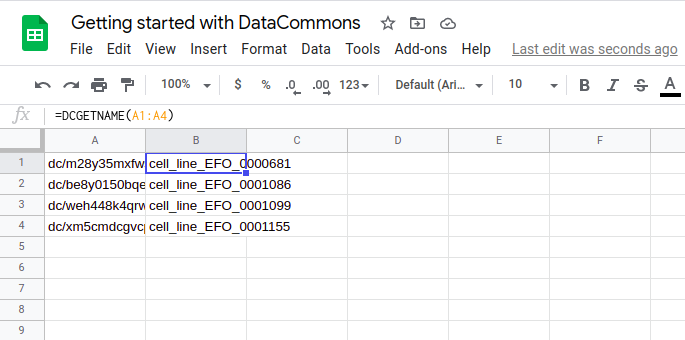 Getting started with DataCommons
File Edit View Insert Format Data Tools Add-ons Help Last edit was seconds ago
100% $ % .0 .00 123 Default (Ari... 10 B I S A
fx =DCGETNAME(A1:A4)
A B C D E F
1 dc/m28y35mxfw cell_line_EFO_0000681
2 dc/be8y0150bqe cell_line_EFO_0001086
3 dc/weh448k4qrw cell_line_EFO_0001099
4 dc/xm5cmdcgvcp cell_line_EFO_0001155
5
6
7
8
9